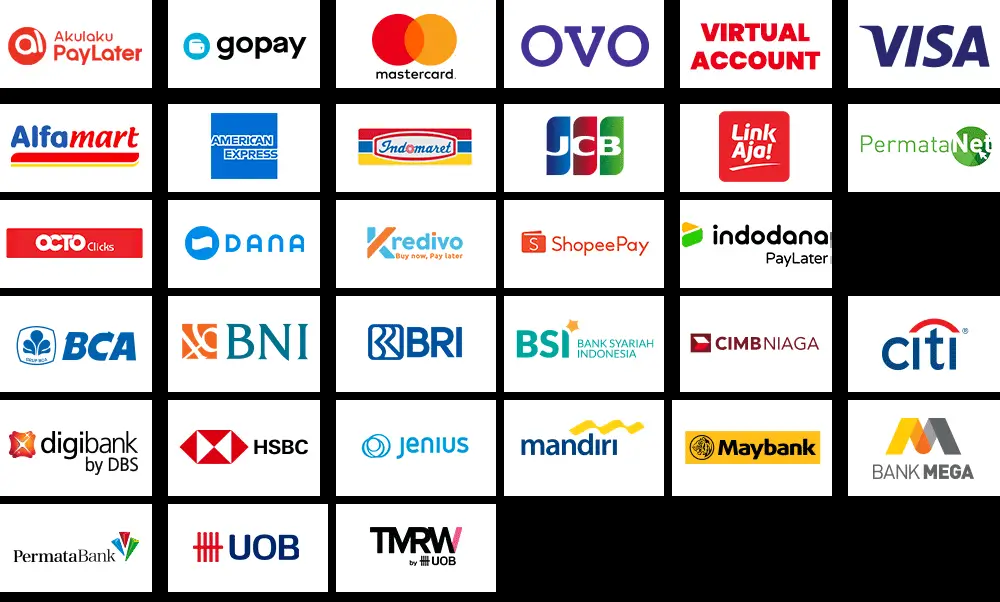 Akulaku
PayLater
gopay
mastercard.
OVO
VIRTUAL
ACCOUNT
VISA
Alfamart
AMERICAN
EXPRESS
Indomaret
JCB
Link
Aja!
PermataNet
OCTO Clicks
DANA
Kredivo
Buy now, Pay later
ShopeePay
indodana
PayLater
BCA
BNI
BRI
BSI BANK SYARIAH
INDONESIA
CIMB NIAGA
citi®
digibank
by DBS
HSBC
jenius
mandiri
Maybank
BANK MEGA
PermataBank
UOB
TMRW
by UOB